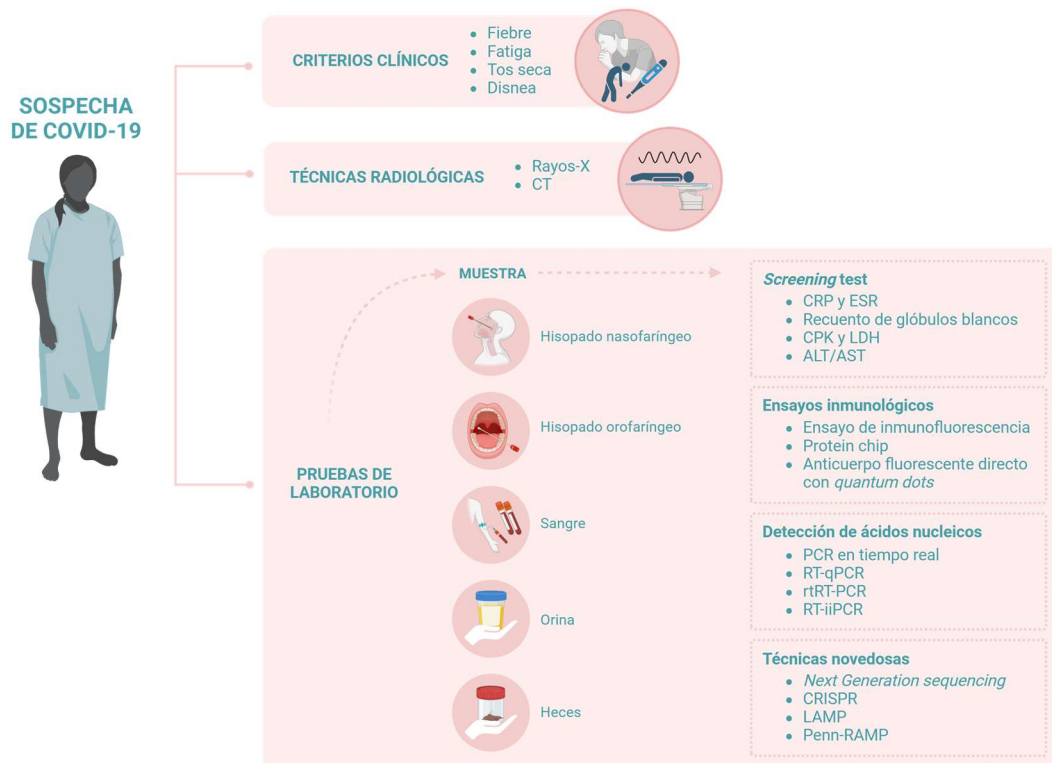 SOSPECHA
DE COVID-19
CRITERIOS CLÍNICOS
• Fiebre
• Fatiga
• Tos seca
• Disnea
TÉCNICAS RADIOLÓGICAS
• Rayos-X
• CT
PRUEBAS DE
LABORATORIO
MUESTRA
Hisopado nasofaríngeo
Hisopado orofaríngeo
Sangre
Orina
Heces
Screening test
• CRP y ESR
• Recuento de glóbulos blancos
• CPK y LDH
• ALT/AST
Ensayos inmunológicos
• Ensayo de inmunofluorescencia
• Protein chip
• Anticuerpo fluorescente directo
con quantum dots
Detección de ácidos nucleicos
• PCR en tiempo real
• RT-qPCR
• rtRT-PCR
• RT-iiPCR
Técnicas novedosas
• Next Generation sequencing
• CRISPR
• LAMP
• Penn-RAMP